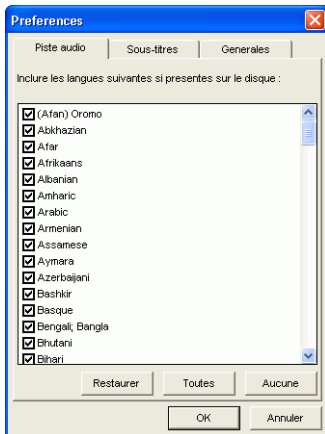 Preferences
Piste audio
Sous-titres
Generales
Inclure les langues suivantes si presentes sur le disque :
(Afan) Oromo
Abkhazian
Afar
Afrikaans
Albanian
Amharic
Arabic
Armenian
Assamese
Aymara
Azerbaijani
Bashkir
Basque
Bengali; Bangla
Bhutani
Bihari
Restaurer
Toutes
Aucune
OK
Annuler